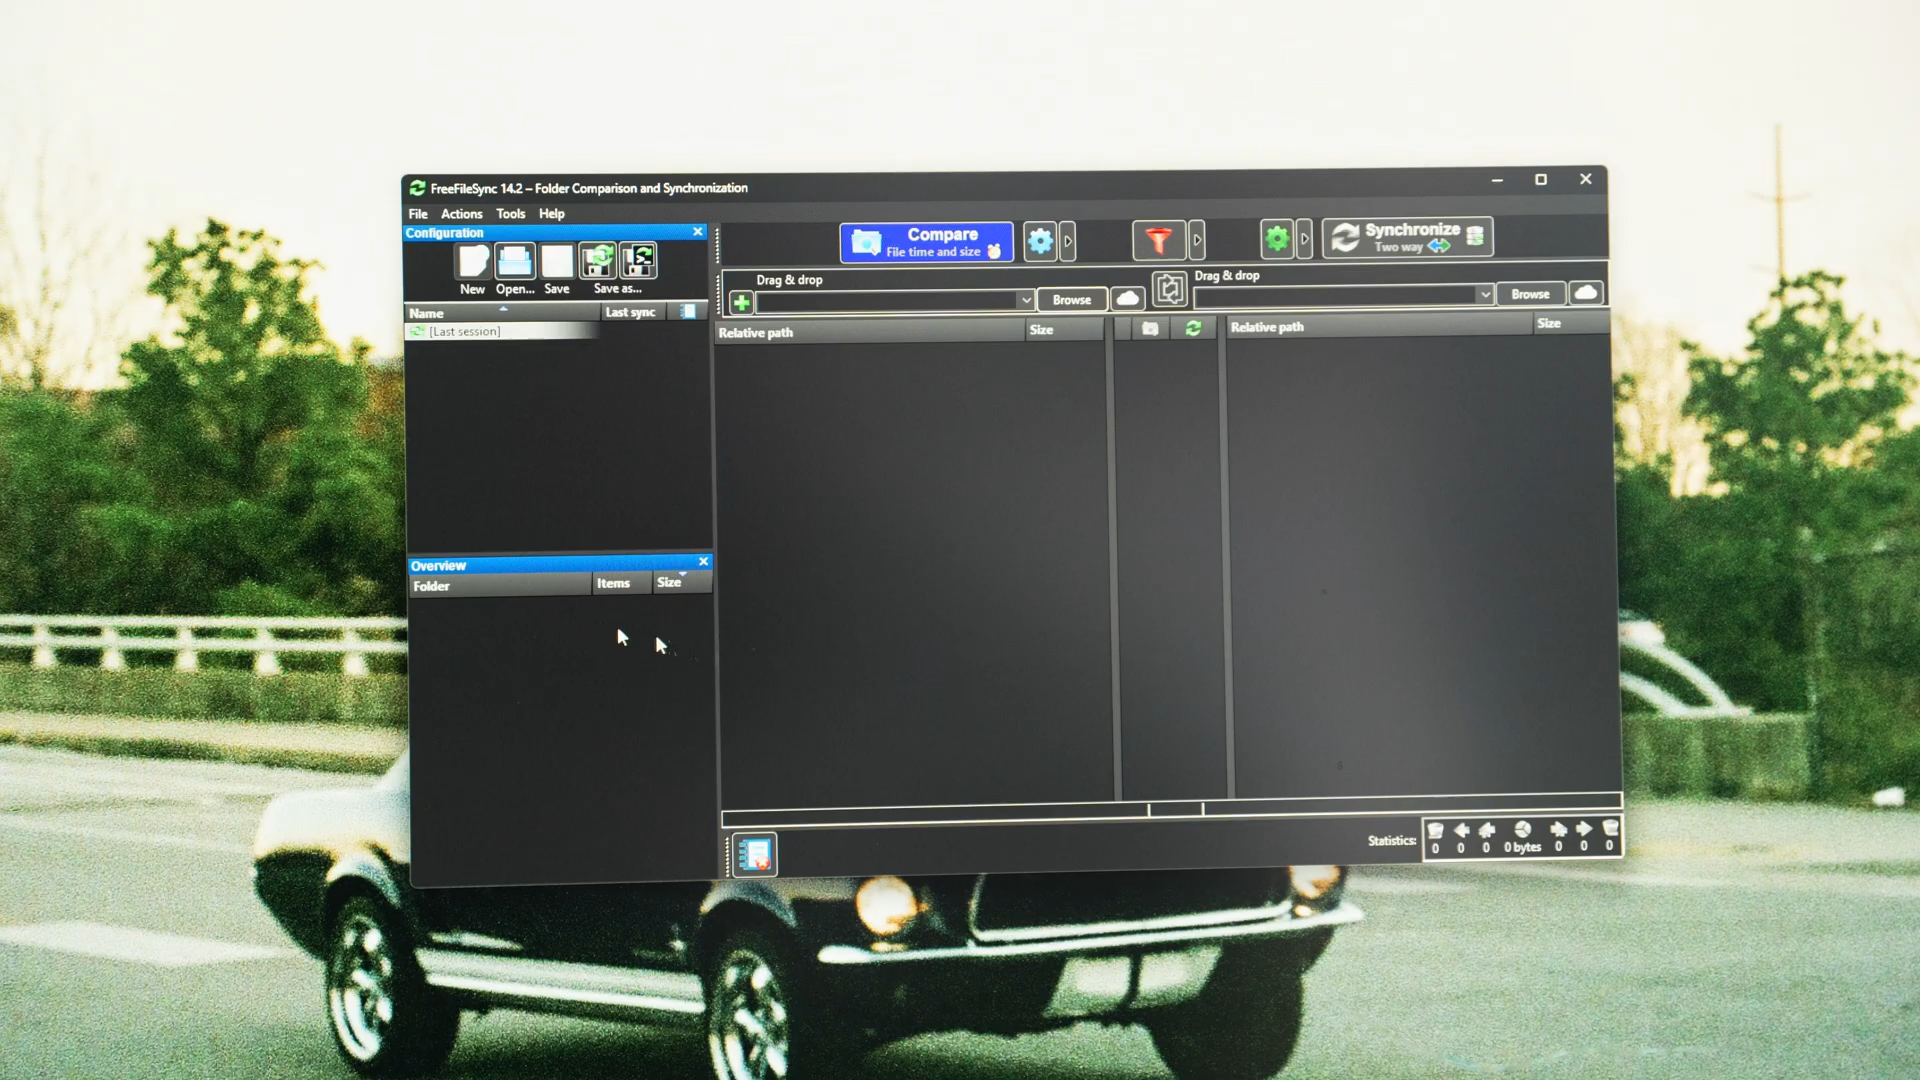 FreeFileSync 14.2 – Folder Comparison and Synchronization
File Actions Tools Help
Configuration
New Open... Save Save as...
Name Last sync
[Last session]
Overview
Folder Items Size
Compare
File time and size
Synchronize
Two way
Drag & drop
Browse
Drag & drop
Browse
Relative path Size
Relative path Size
Statistics: 0 0 0 0 bytes 0 0 0